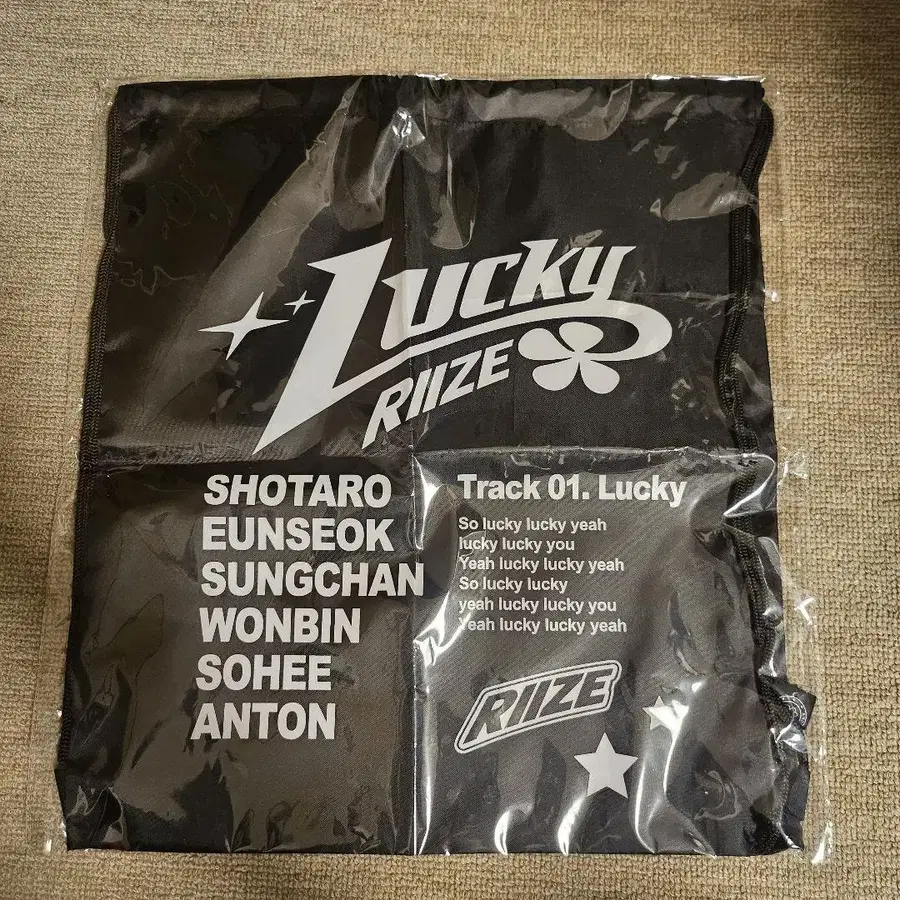 Lucky
RIIZE
SHOTARO
EUNSEOK
SUNGCHAN
WONBIN
SOHEE
ANTON
Track 01. Lucky
So lucky lucky yeah
lucky lucky you
Yeah lucky lucky yeah
So lucky lucky
yeah lucky lucky you
Yeah lucky lucky yeah
RIIZE